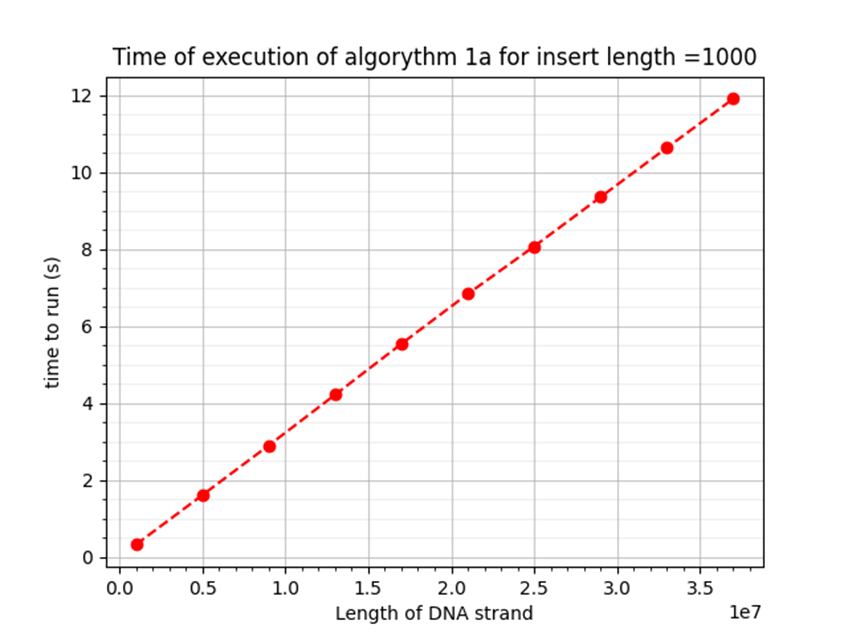 Time of execution of algorythm 1a for insert length =1000
12
10
8
6
4
2
0
time to run (s)
0.0 0.5 1.0 1.5 2.0 2.5 3.0 3.5
Length of DNA strand
1e7